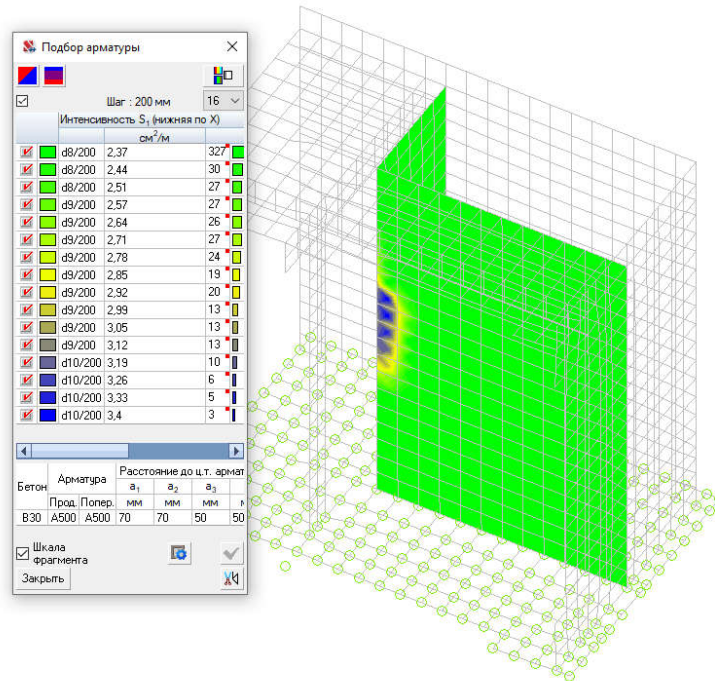 Подбор арматуры
Шаг : 200 мм 16
Интенсивность S1 (нижняя по X)
см2/м
d8/200 2,37 327
d8/200 2,44 30
d8/200 2,51 27
d9/200 2,57 27
d9/200 2,64 26
d9/200 2,71 27
d9/200 2,78 24
d9/200 2,85 19
d9/200 2,92 20
d9/200 2,99 13
d9/200 3,05 13
d9/200 3,12 13
d10/200 3,19 10
d10/200 3,26 6
d10/200 3,33 5
d10/200 3,4 3
Бетон Арматура Расстояние до ц.т. армат
a1 a2 a3
Прод. Попер. мм мм мм
B30 A500 A500 70 70 50 50
Шкала
фрагмента
Закрыть